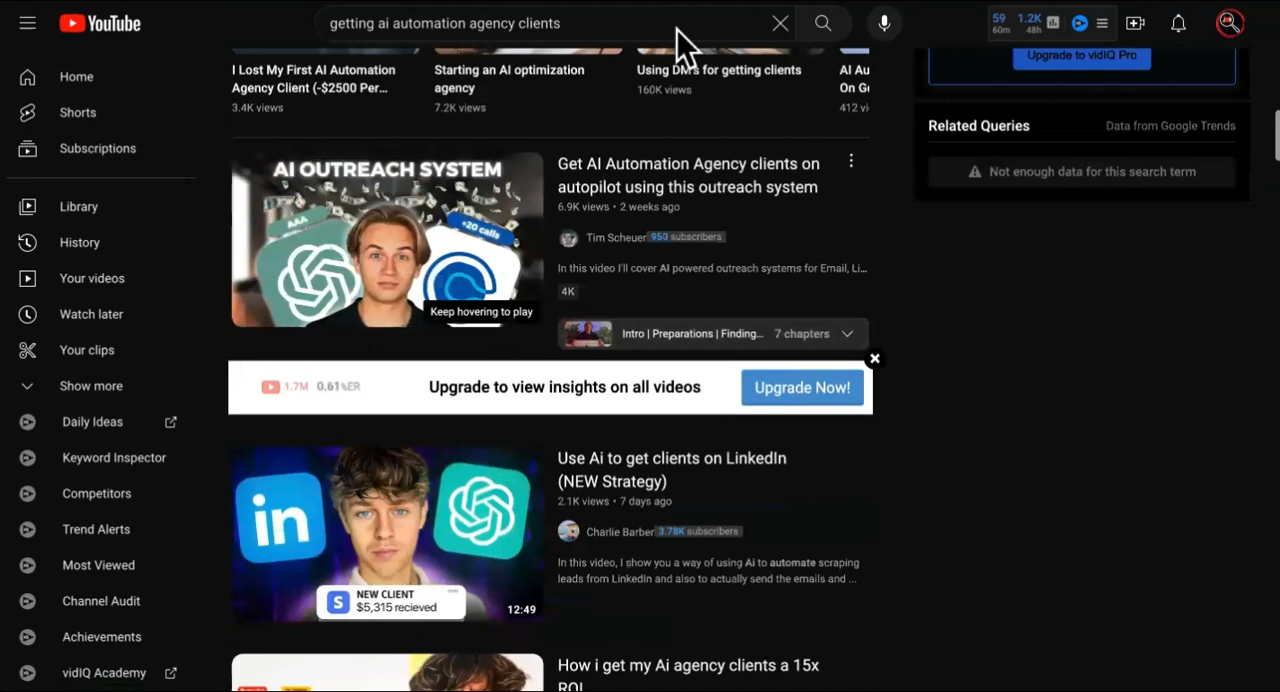 YouTube
getting ai automation agency clients
59
60m
1.2K
48h
Home
Shorts
Subscriptions
Library
History
Your videos
Watch later
Your clips
Show more
Daily Ideas
Keyword Inspector
Competitors
Trend Alerts
Most Viewed
Channel Audit
Achievements
vidIQ Academy
I Lost My First AI Automation
Agency Client (-$2500 Per...
3.4K views
Starting an AI optimization
agency
7.2K views
Using DM's for getting clients
160K views
AI Au
On Ge
412 vi
AI OUTREACH SYSTEM
AAA
+20 calls
Keep hovering to play
Get AI Automation Agency clients on
autopilot using this outreach system
6.9K views • 2 weeks ago
Tim Scheuer 950 subscribers
In this video I'll cover AI powered outreach systems for Email, Li...
4K
Intro | Preparations | Finding... 7 chapters
1.7M 0.61%ER
Upgrade to view insights on all videos
Upgrade Now!
in
S
NEW CLIENT
$5,315 recieved
12:49
Use Ai to get clients on LinkedIn
(NEW Strategy)
2.1K views • 7 days ago
Charlie Barber 3.78K subscribers
In this video, I show you a way of using Ai to automate scraping
leads from LinkedIn and also to actually send the emails and ...
How i get my Ai agency clients a 15x
ROI
Upgrade to vidIQ Pro
Related Queries
Data from Google Trends
Not enough data for this search term